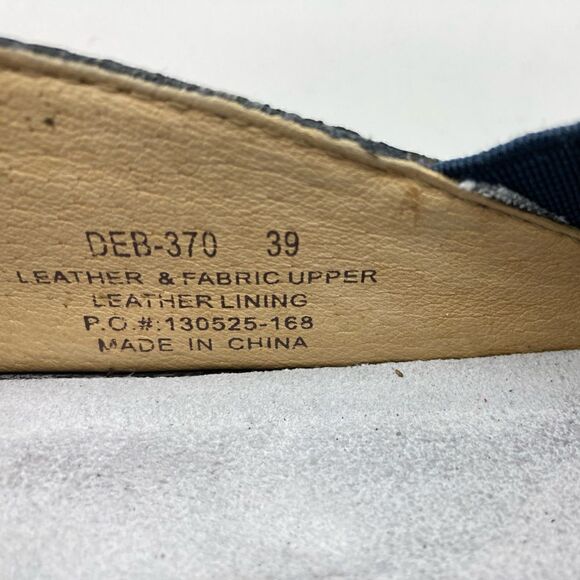 DEB-370 39
LEATHER & FABRIC UPPER
LEATHER LINING
P.O.#:130525-168
MADE IN CHINA